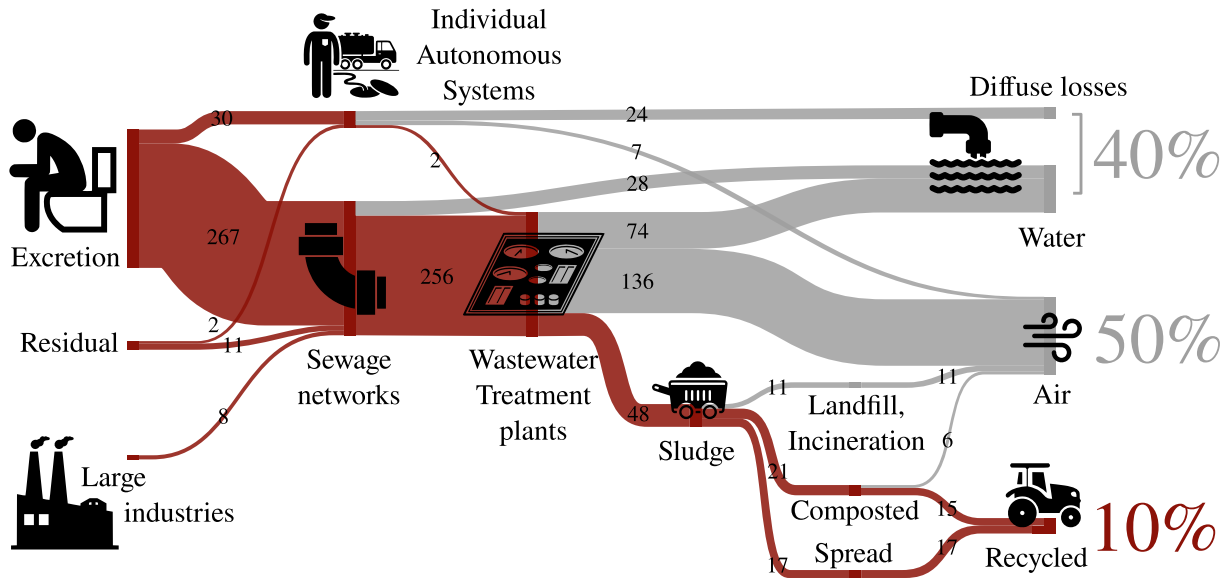 Individual
Autonomous
Systems
Diffuse losses
30
24
7
2
40%
28
Excretion
267
74
Water
256
136
2
11
Residual
50%
Sewage
networks
Wastewater
Treatment
plants
11
11
Air
Landfill,
Incineration
8
48
Sludge
6
Large
industries
21
Composted
15
10%
Spread
17
17
Recycled